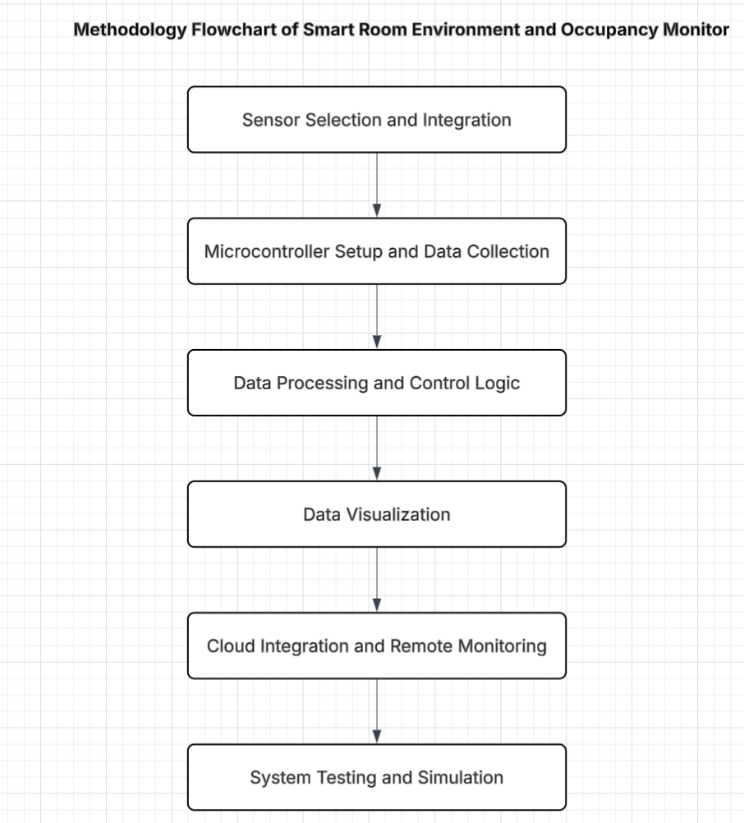 Methodology Flowchart of Smart Room Environment and Occupancy Monitor
Sensor Selection and Integration
Microcontroller Setup and Data Collection
Data Processing and Control Logic
Data Visualization
Cloud Integration and Remote Monitoring
System Testing and Simulation